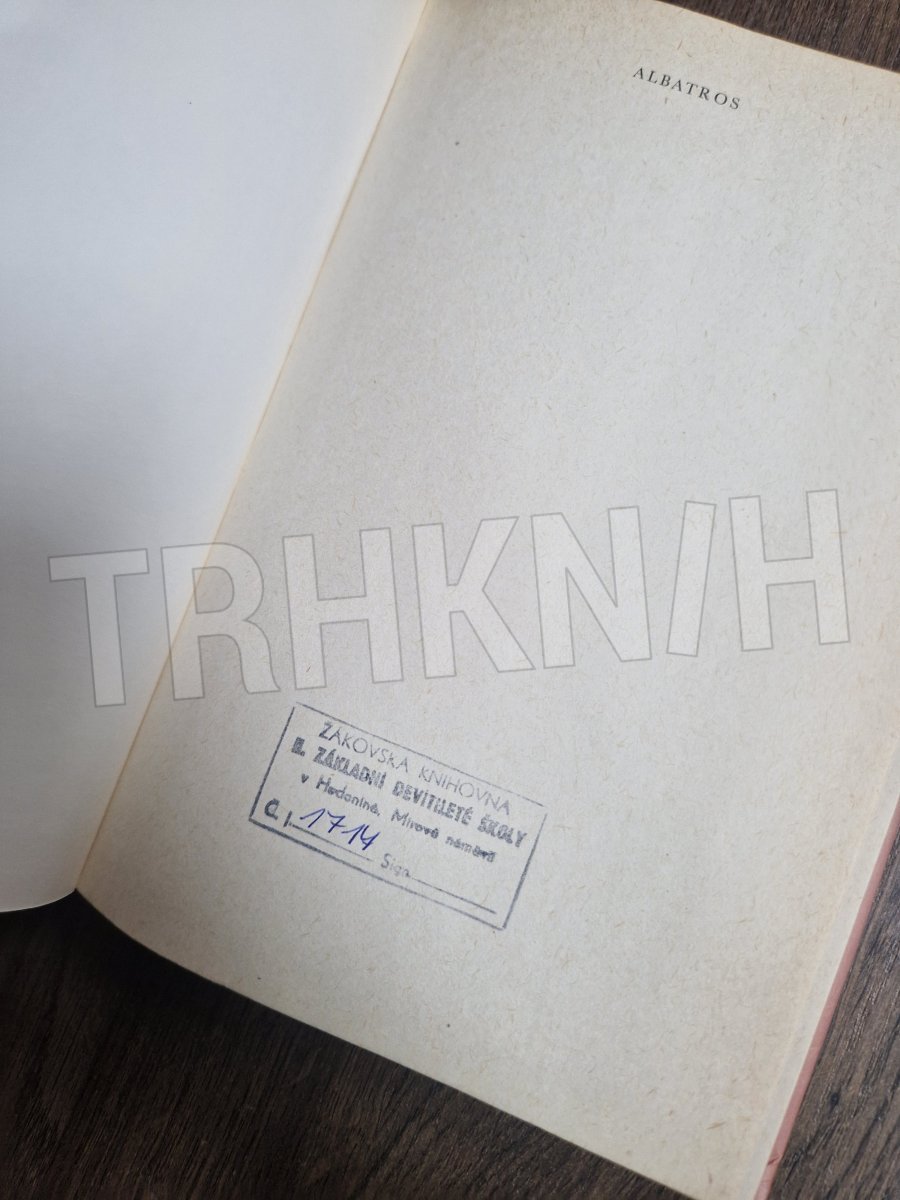 ALBATROS
TRHKNIH
ŽÁKOVSKÁ KNIHOVNA
II. ZÁKLADNÍ DEVÍTILETÉ ŠKOLY
v Hodoníně, Mírové náměstí
Č. j. 1714
Sign.